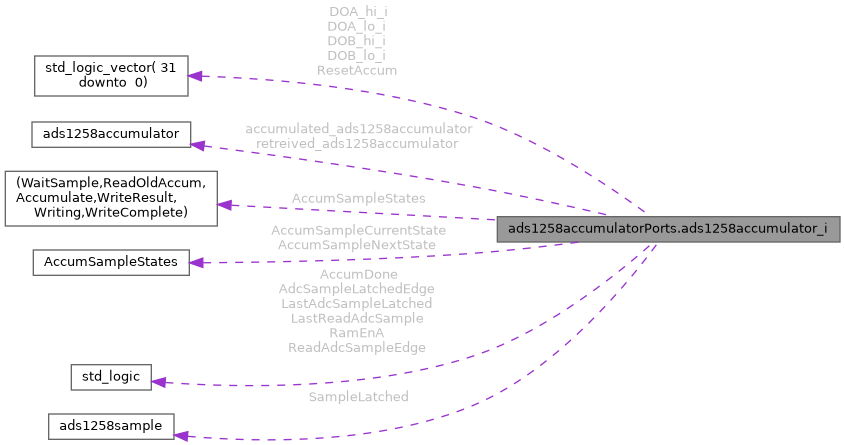 DOA_hi_i
DOA_lo_i
DOB_hi_i
DOB_lo_i
ResetAccum
std_logic_vector( 31
downto  0)
accumulated_ads1258accumulator
retreived_ads1258accumulator
ads1258accumulator
(WaitSample,ReadOldAccum,
Accumulate,WriteResult,
Writing,WriteComplete)
AccumSampleStates
ads1258accumulatorPorts.ads1258accumulator_i
AccumSampleCurrentState
AccumSampleNextState
AccumSampleStates
AccumDone
AdcSampleLatchedEdge
LastAdcSampleLatched
LastReadAdcSample
RamEnA
ReadAdcSampleEdge
std_logic
SampleLatched
ads1258sample